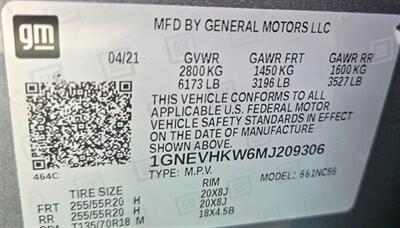 gm
MFD BY GENERAL MOTORS LLC
04/21 GVWR GAWR FRT GAWR RR
2800 KG 1450 KG 1600 KG
6173 LB 3196 LB 3527 LB
THIS VEHICLE CONFORMS TO ALL
APPLICABLE U.S. FEDERAL MOTOR
VEHICLE SAFETY STANDARDS IN EFFECT
ON THE DATE OF MANUFACTURE
SHOWN ABOVE.
1GNEVHKW6MJ209306
464C TYPE: M.P.V. MODEL: 661NC56
TIRE SIZE RIM
FRT 255/55R20 H 20X8J
RR 255/55R20 H 20X8J
T135/70R18 M 18X4.5B